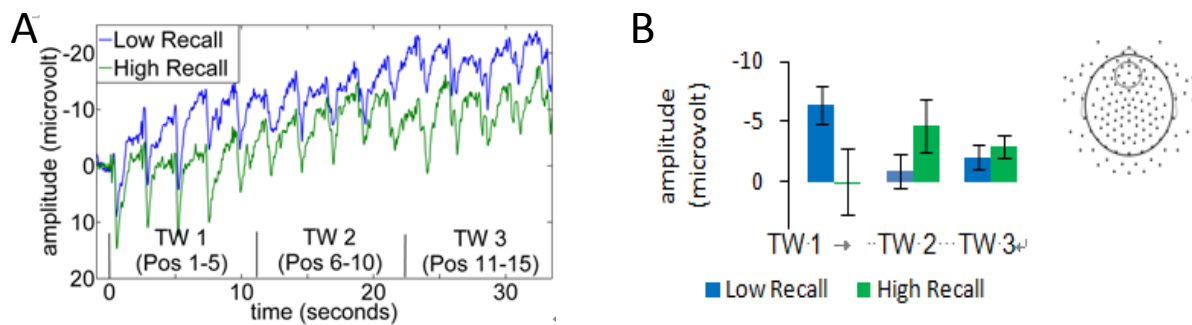 A
amplitude (microvolt)
-20
-10
0
10
20
Low Recall
High Recall
TW 1
(Pos 1-5)
TW 2
(Pos 6-10)
TW 3
(Pos 11-15)
0
10
20
30
time (seconds)
B
amplitude
(microvolt)
-10
-5
0
TW 1 → TW 2 TW 3↵
Low Recall
High Recall